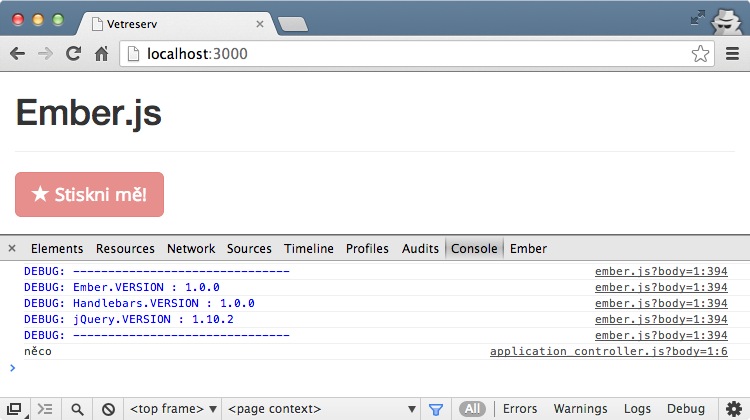 Vetreserv
localhost:3000
Ember.js
★ Stiskni mě!
Elements Resources Network Sources Timeline Profiles Audits Console Ember
DEBUG: ------------------------------- ember.js?body=1:394
DEBUG: Ember.VERSION : 1.0.0 ember.js?body=1:394
DEBUG: Handlebars.VERSION : 1.0.0 ember.js?body=1:394
DEBUG: jQuery.VERSION : 1.10.2 ember.js?body=1:394
DEBUG: ------------------------------- ember.js?body=1:394
něco application_controller.js?body=1:6
<top frame> <page context> All Errors Warnings Logs Debug